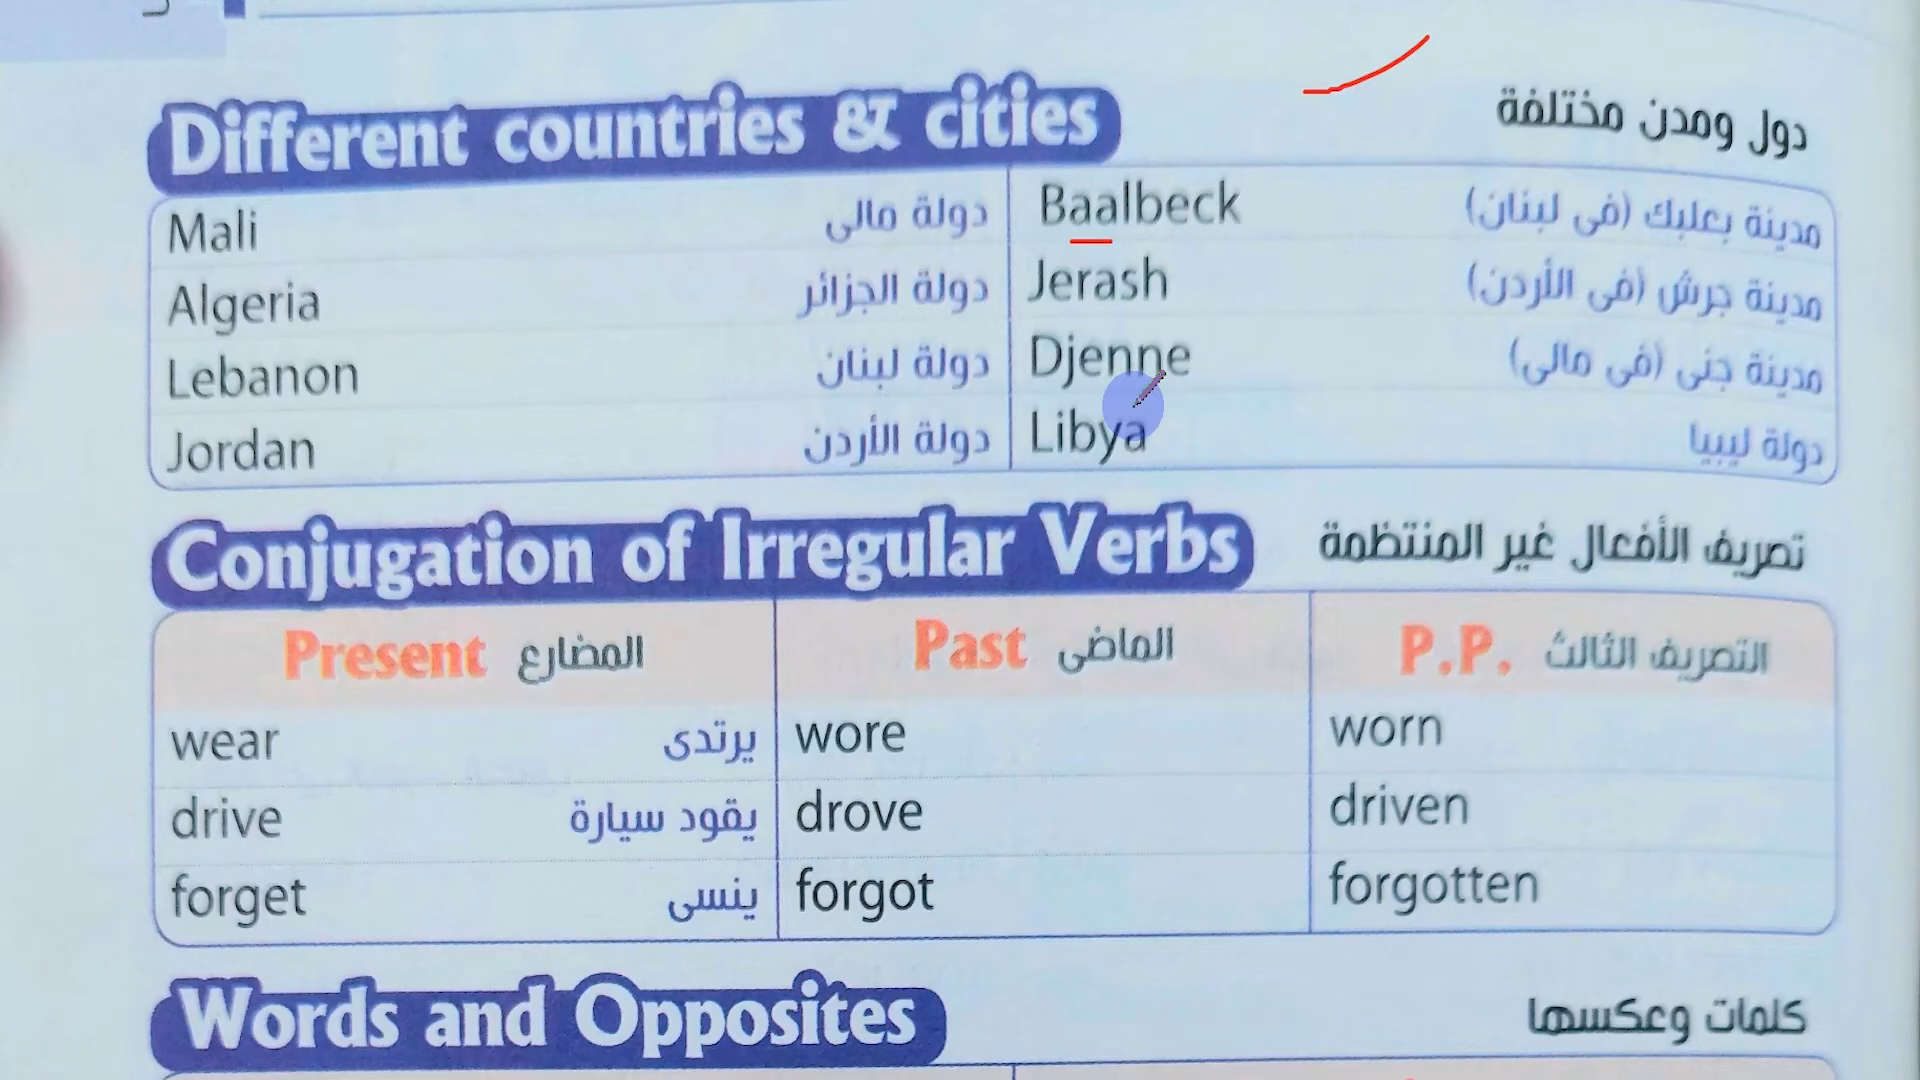 Different countries & cities دول ومدن مختلفة
Mali دولة مالى Baalbeck مدينة بعلبك (فى لبنان)
Algeria دولة الجزائر Jerash مدينة جرش (فى الأردن)
Lebanon دولة لبنان Djenne مدينة جنى (فى مالى)
Jordan دولة الأردن Libya دولة ليبيا
Conjugation of Irregular Verbs تصريف الأفعال غير المنتظمة
Present المضارع Past الماضى P.P. التصريف الثالث
wear يرتدى wore worn
drive يقود سيارة drove driven
forget ينسى forgot forgotten
Words and Opposites كلمات وعكسها